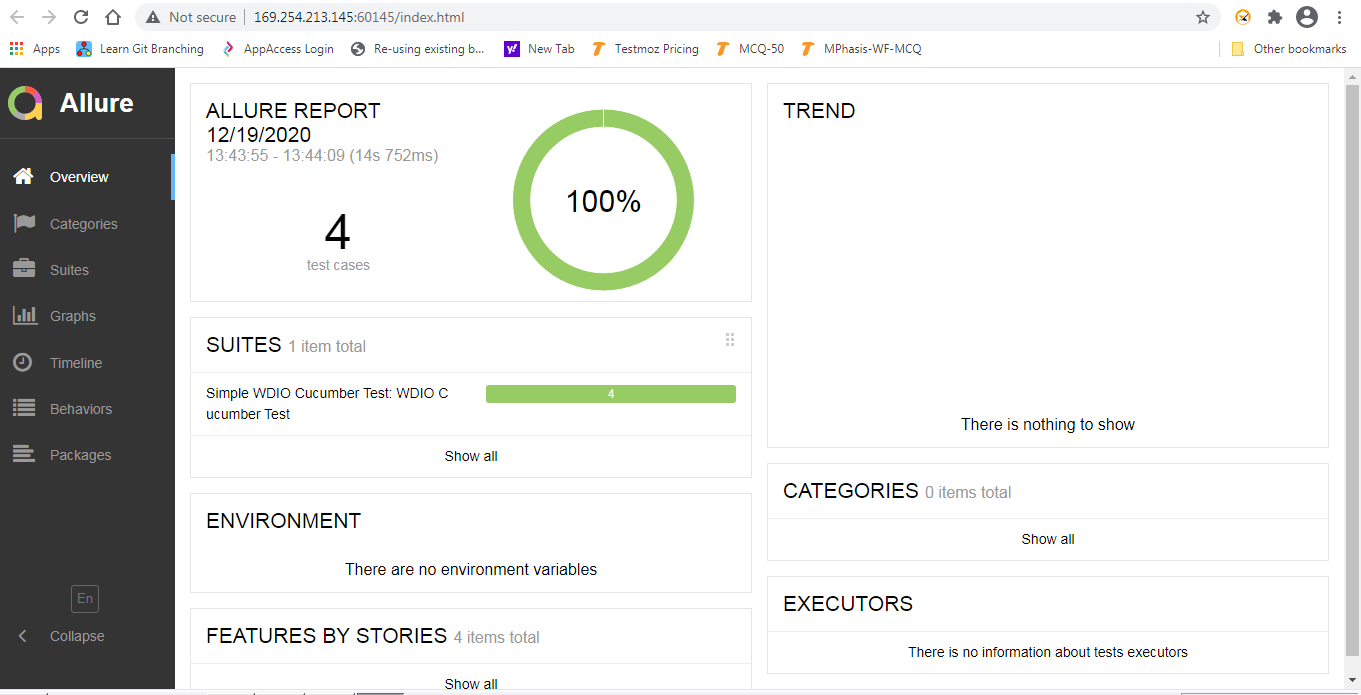 Not secure 169.254.213.145:60145/index.html
Apps Learn Git Branching AppAccess Login Re-using existing b... New Tab Testmoz Pricing MCQ-50 MPhasis-WF-MCQ Other bookmarks
Allure
Overview
Categories
Suites
Graphs
Timeline
Behaviors
Packages
En
Collapse
ALLURE REPORT
12/19/2020
13:43:55 - 13:44:09 (14s 752ms)
4
test cases
100%
SUITES 1 item total
Simple WDIO Cucumber Test: WDIO C
ucumber Test
4
Show all
ENVIRONMENT
There are no environment variables
FEATURES BY STORIES 4 items total
Show all
TREND
There is nothing to show
CATEGORIES 0 items total
Show all
EXECUTORS
There is no information about tests executors